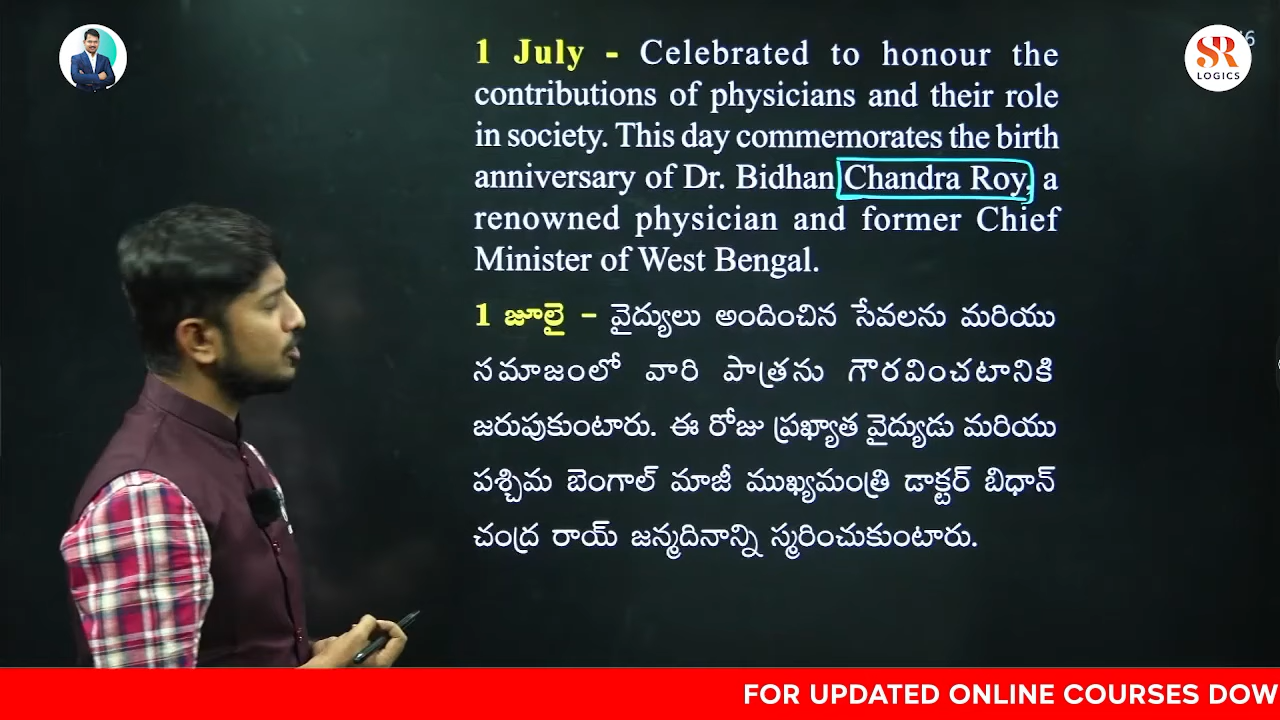 1 July - Celebrated to honour the
contributions of physicians and their role
in society. This day commemorates the birth
anniversary of Dr. Bidhan Chandra Roy, a
renowned physician and former Chief
Minister of West Bengal.
1 జూలై - వైద్యులు అందించిన సేవలను మరియు
సమాజంలో వారి పాత్రను గౌరవించటానికి
జరుపుకుంటారు. ఈ రోజు ప్రఖ్యాత వైద్యుడు మరియు
పశ్చిమ బెంగాల్ మాజీ ముఖ్యమంత్రి డాక్టర్ బిధాన్
చంద్ర రాయ్ జన్మదినాన్ని స్మరించుకుంటారు.
SR
LOGICS
FOR UPDATED ONLINE COURSES DOW